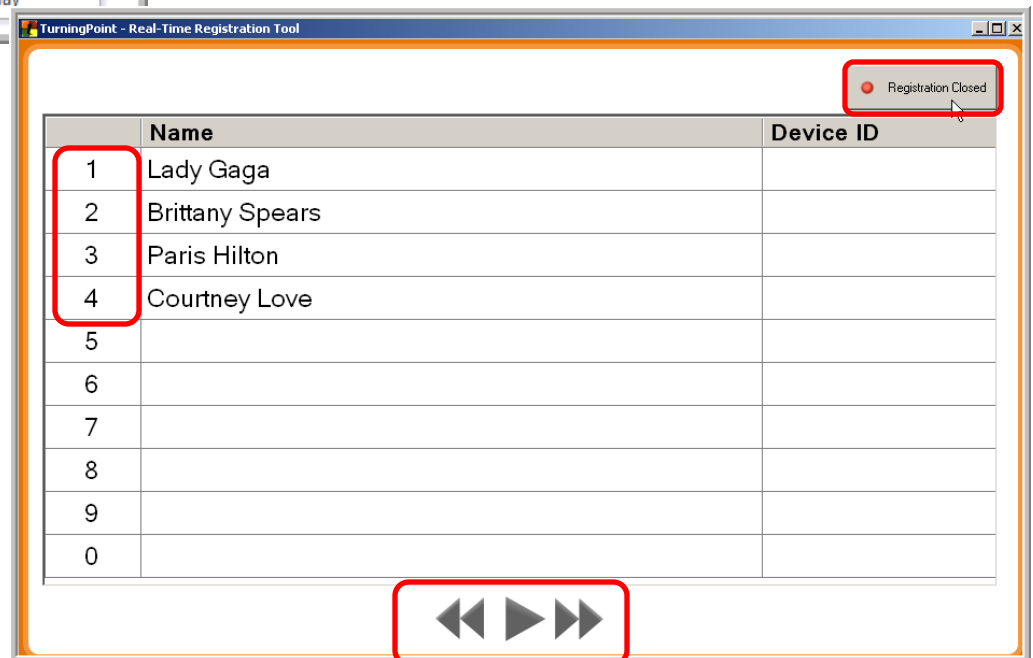 TurningPoint - Real-Time Registration Tool
Registration Closed
Name Device ID
1 Lady Gaga
2 Brittany Spears
3 Paris Hilton
4 Courtney Love
5
6
7
8
9
0